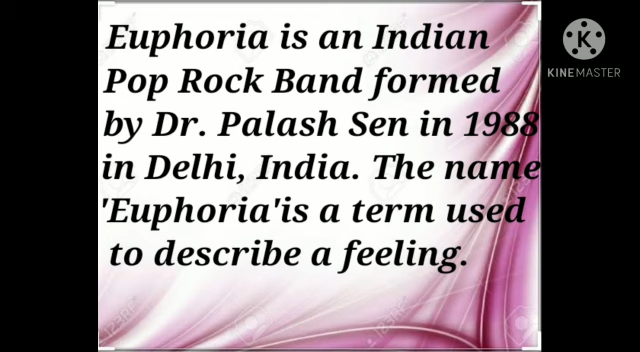 Euphoria is an Indian
Pop Rock Band formed
by Dr. Palash Sen in 1988
in Delhi, India. The name
'Euphoria'is a term used
to describe a feeling.
K
KINEMASTER